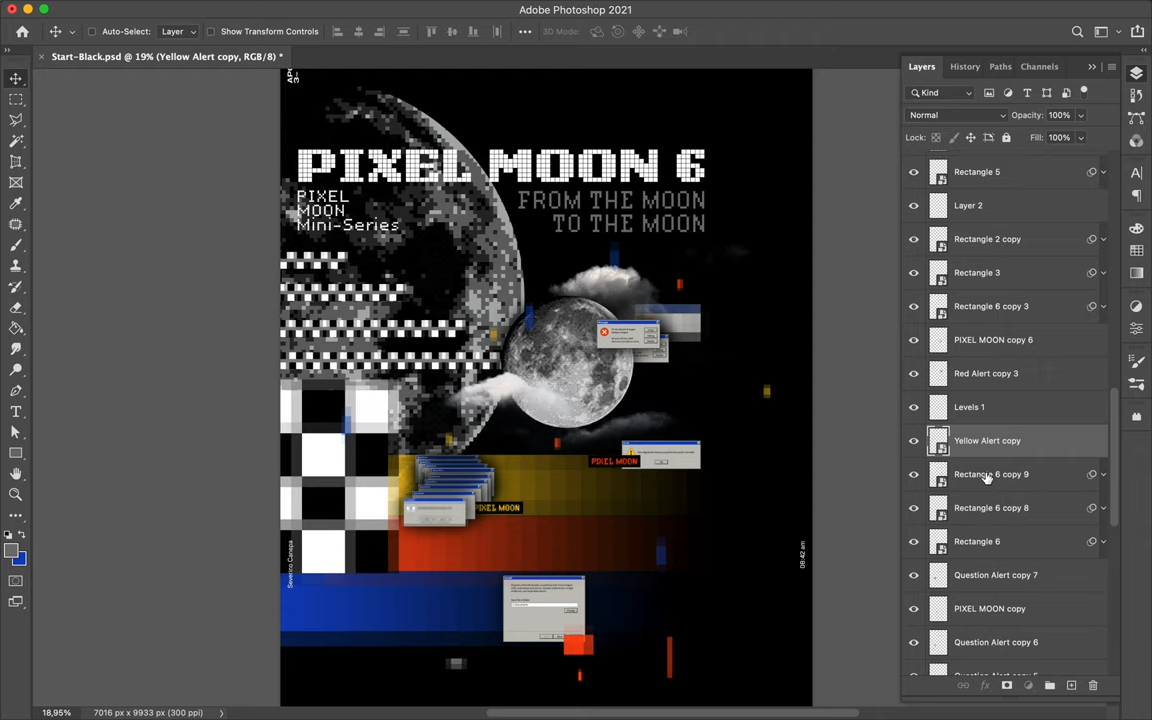 Adobe Photoshop 2021
Auto-Select:
Layer
Show Transform Controls
3D Mode:
Start-Black.psd @ 19% (Yellow Alert copy, RGB/8) *
Layers
History
Paths
Channels
Kind
Normal
Opacity: 100%
Lock:
Fill: 100%
Rectangle 5
Layer 2
Rectangle 2 copy
Rectangle 3
Rectangle 6 copy 3
PIXEL MOON copy 6
Red Alert copy 3
Levels 1
Yellow Alert copy
Rectangle 6 copy 9
Rectangle 6 copy 8
Rectangle 6
Question Alert copy 7
PIXEL MOON copy
Question Alert copy 6
PIXEL MOON 6
PIXEL
MOON
Mini-Series
FROM THE MOON
TO THE MOON
PIXEL MOON
PIXEL MOON
Severino Canepa
08:42 am
18,95%
7016 px x 9933 px (300 ppi)